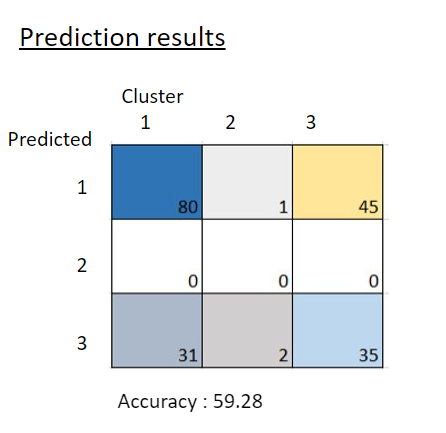 Prediction results
Cluster
1 2 3
Predicted
1 80 1 45
2 0 0 0
3 31 2 35
Accuracy : 59.28